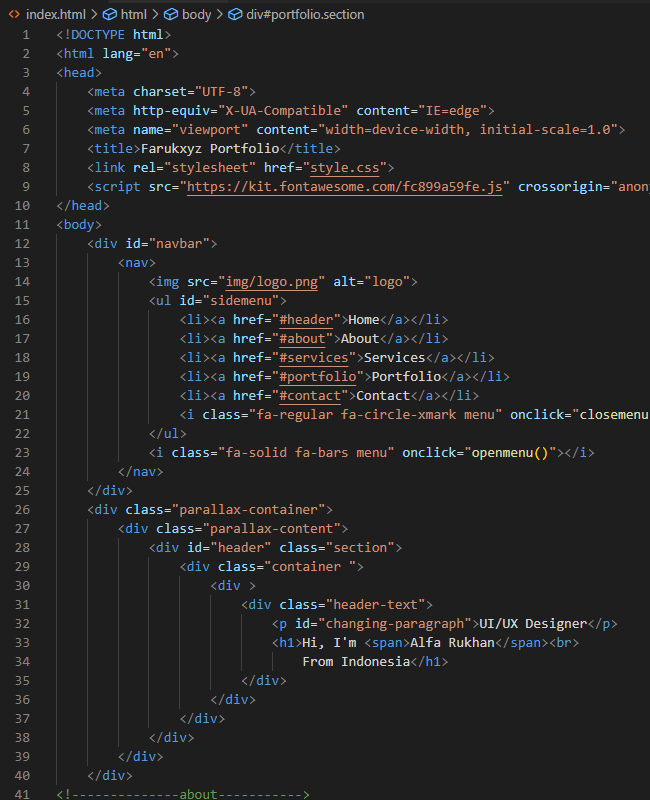 index.html > html > body > div#portfolio.section
1 <!DOCTYPE html>
2 <html lang="en">
3 <head>
4 <meta charset="UTF-8">
5 <meta http-equiv="X-UA-Compatible" content="IE=edge">
6 <meta name="viewport" content="width=device-width, initial-scale=1.0">
7 <title>Farukxyz Portfolio</title>
8 <link rel="stylesheet" href="style.css">
9 <script src="https://kit.fontawesome.com/fc899a59fe.js" crossorigin="anony
10 </head>
11 <body>
12 <div id="navbar">
13 <nav>
14 <img src="img/logo.png" alt="logo">
15 <ul id="sidemenu">
16 <li><a href="#header">Home</a></li>
17 <li><a href="#about">About</a></li>
18 <li><a href="#services">Services</a></li>
19 <li><a href="#portfolio">Portfolio</a></li>
20 <li><a href="#contact">Contact</a></li>
21 <i class="fa-regular fa-circle-xmark menu" onclick="closemenu
22 </ul>
23 <i class="fa-solid fa-bars menu" onclick="openmenu()"></i>
24 </nav>
25 </div>
26 <div class="parallax-container">
27 <div class="parallax-content">
28 <div id="header" class="section">
29 <div class="container ">
30 <div >
31 <div class="header-text">
32 <p id="changing-paragraph">UI/UX Designer</p>
33 <h1>Hi, I'm <span>Alfa Rukhan</span><br>
34 From Indonesia</h1>
35 </div>
36 </div>
37 </div>
38 </div>
39 </div>
40 </div>
41 <!--------------about----------->